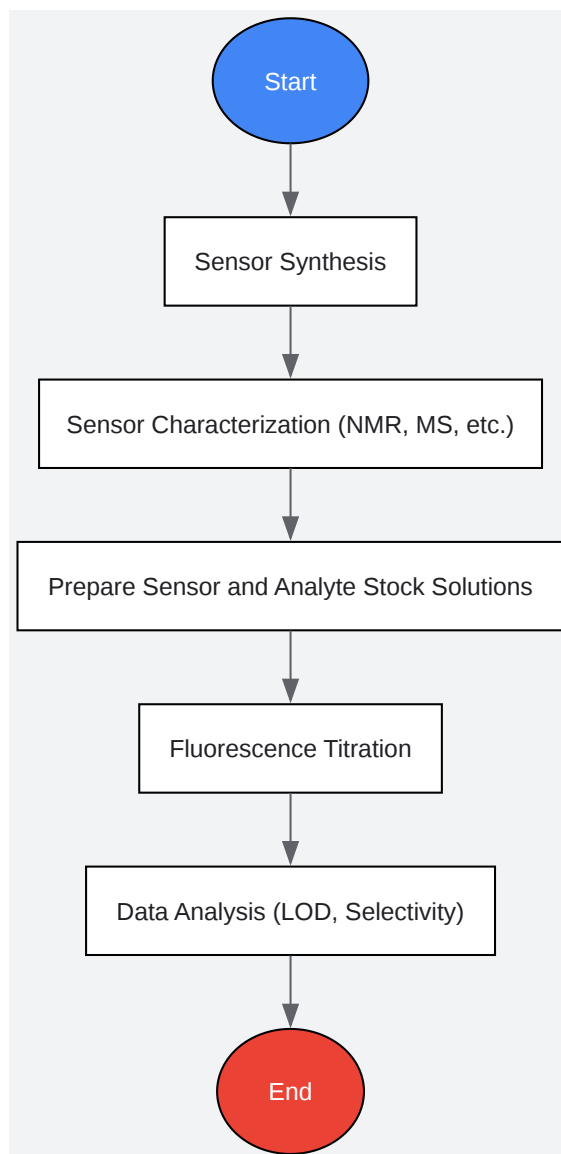 Start
Sensor Synthesis
Sensor Characterization (NMR, MS, etc.)
Prepare Sensor and Analyte Stock Solutions
Fluorescence Titration
Data Analysis (LOD, Selectivity)
End